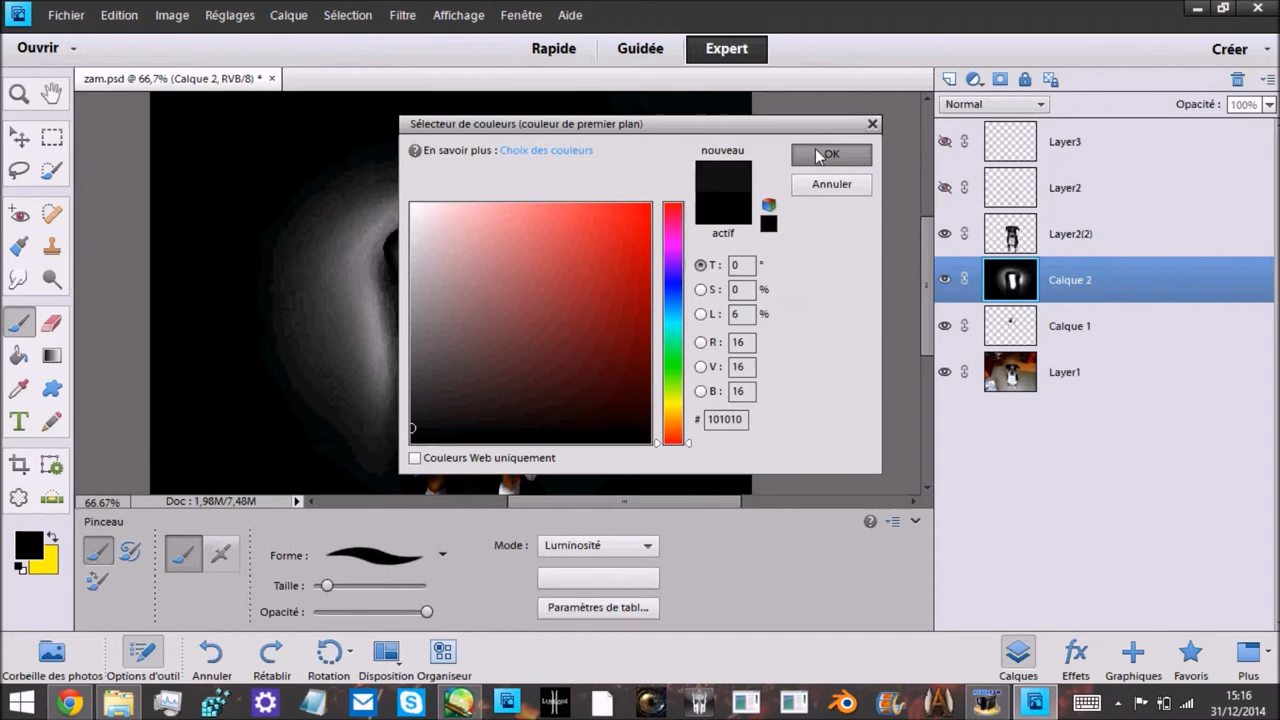 Fichier Edition Image Réglages Calque Sélection Filtre Affichage Fenêtre Aide
Ouvrir Rapide Guidée Expert Créer
zam.psd @ 66,7% (Calque 2, RVB/8) * ×
Normal Opacité : 100%
Sélecteur de couleurs (couleur de premier plan)
En savoir plus : Choix des couleurs
nouveau
OK
Annuler
actif
T : 0 °
S : 0 %
L : 6 %
R : 16
V : 16
B : 16
# 101010
Couleurs Web uniquement
Layer3
Layer2
Layer2(2)
Calque 2
Calque 1
Layer1
66.67% Doc : 1,98M/7,48M
Pinceau
Forme :
Taille :
Opacité :
Mode : Luminosité
Paramètres de tabl...
Corbeille des photos Options d'outil Annuler Rétablir Rotation Disposition Organiseur Calques Effets Graphiques Favoris Plus
15:16
31/12/2014